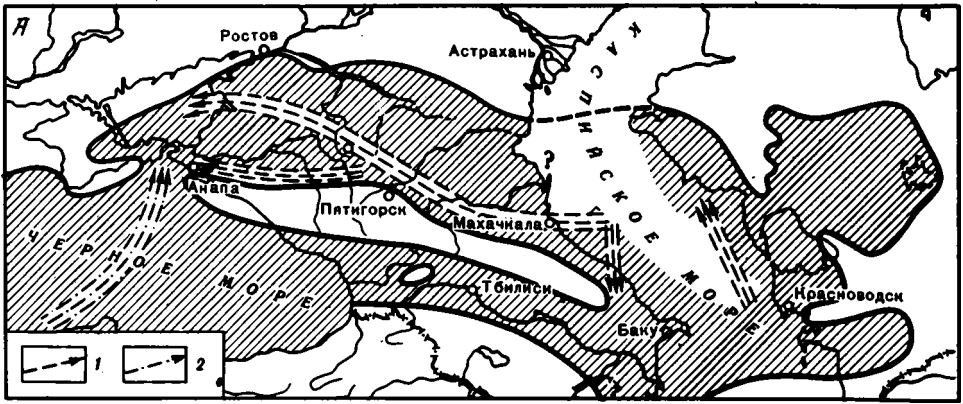 А
Ростов
Астрахань
КАСПИЙСКОЕ МОРЕ
?
Анапа
Пятигорск
Махачкала
ЧЕРНОЕ МОРЕ
Тбилиси
Красноводск
Баку
1
2